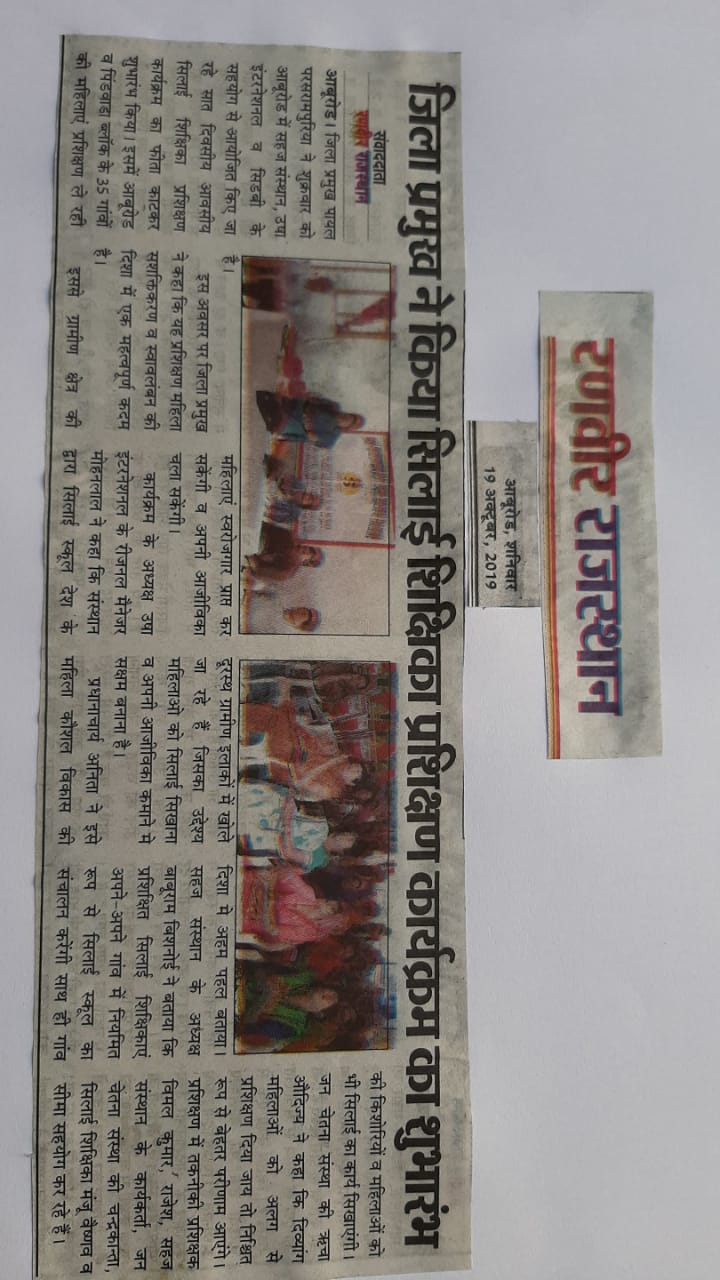 रणवीर राजस्थान
आबूरोड, शनिवार
19 अक्टूबर, 2019
जिला प्रमुख ने किया सिलाई शिक्षिका प्रशिक्षण कार्यक्रम का शुभारंभ
संवाददाता
रणवीर राजस्थान
आबूरोड। जिला प्रमुख पायल
परसरामपुरिया ने शुक्रवार को
आबूरोड में सहज संस्थान, उषा
इंटरनेशनल व सिडबी के
सहयोग से आयोजित किए जा
रहे सात दिवसीय आवसीय
सिलाई शिक्षिका प्रशिक्षण
कार्यक्रम का फीता काटकर
शुभारंभ किया। इसमें आबूरोड
व पिंडवाडा ब्लॉक के 35 गांवों
की महिलाएं प्रशिक्षण ले रही
है।
इस अवसर पर जिला प्रमुख
ने कहा कि यह प्रशिक्षण महिला
सशक्तिकरण व स्वावलंबन की
दिशा में एक महत्वपूर्ण कदम
है।
इससे ग्रामीण क्षेत्र की
महिलाएं स्वरोजगार प्राप्त कर
सकेंगी व अपनी आजीविका
चला सकेंगी।
कार्यक्रम के अध्यक्ष उषा
इंटरनेशनल के रीजनल मैनेजर
मोहनलाल ने कहा कि संस्थान
द्वारा सिलाई स्कूल देश के
दूरस्थ ग्रामीण इलाकों में खोले
जा रहे हैं जिसका उद्देश्य
महिलाओं को सिलाई सिखाना
व अपनी आजीविका कमाने में
सक्षम बनाना है।
प्रधानाचार्य अनिता ने इसे
महिला कौशल विकास की
दिशा में अहम पहल बताया।
सहज संस्थान के अध्यक्ष
बाबूराम बिशनोई ने बताया कि
प्रशिक्षित सिलाई शिक्षिकाएं
अपने-अपने गांव में नियमित
रूप से सिलाई स्कूल का
संचालन करेंगी साथ ही गांव
की किशोरियों व महिलाओं को
भी सिलाई का कार्य सिखाएंगी।
जन चेतना संस्था की ऋचा
औदिज्य ने कहा कि दिव्यांग
महिलाओं को अलग से
प्रशिक्षण दिया जाय तो निश्चित
रूप से बेहतर परिणाम आएंगे।
प्रशिक्षण में तकनीकी प्रशिक्षक
विमल कुमार, राजेश, सहज
संस्थान के कार्यकर्ता, जन
चेतना संस्था की चन्द्रकान्ता,
सिलाई शिक्षिका मंजु वैष्णव व
सीमा सहयोग कर रहे हैं।